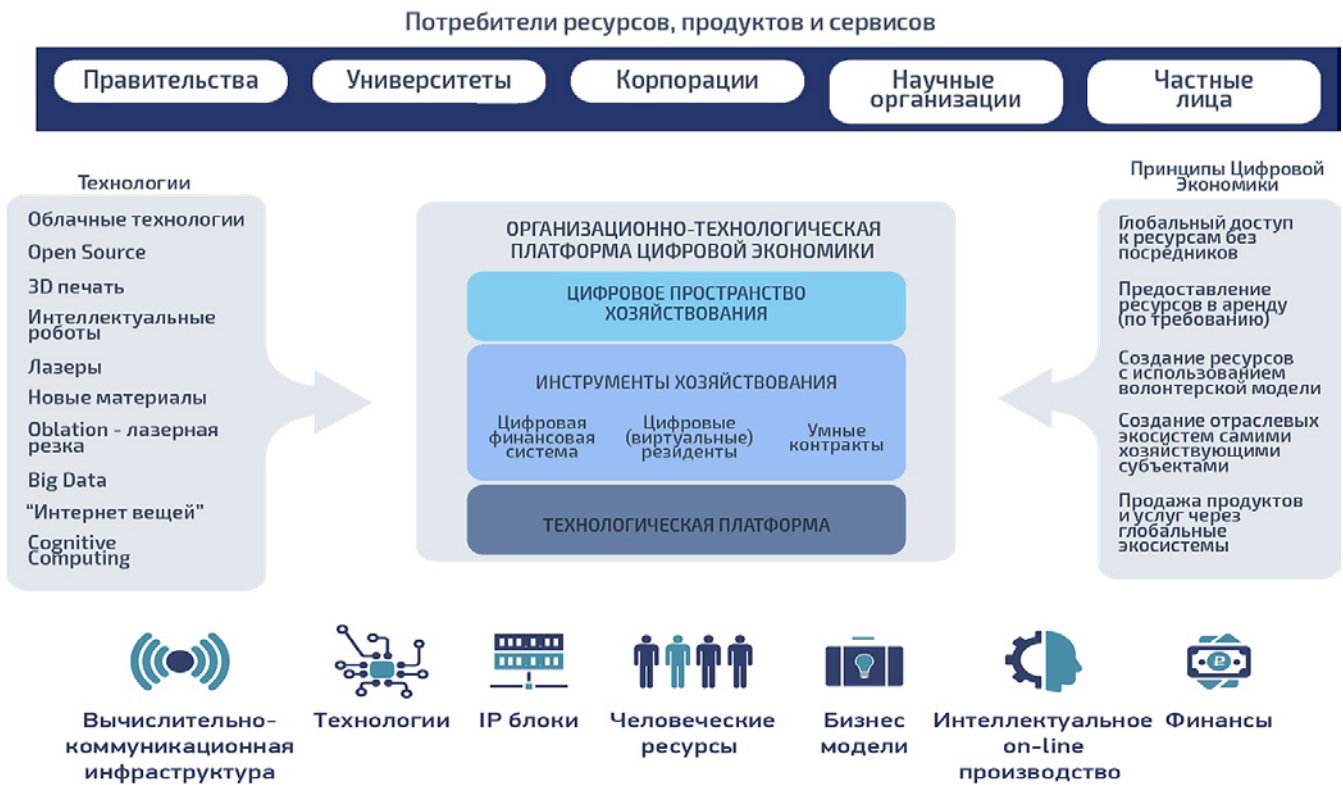 Потребители ресурсов, продуктов и сервисов
Правительства
Университеты
Корпорации
Научные
организации
Частные
лица
Технологии
Облачные технологии
Open Source
3D печать
Интеллектуальные
роботы
Лазеры
Новые материалы
Oblation - лазерная
резка
Big Data
“Интернет вещей”
Cognitive
Computing
ОРГАНИЗАЦИОННО-ТЕХНОЛОГИЧЕСКАЯ
ПЛАТФОРМА ЦИФРОВОЙ ЭКОНОМИКИ
ЦИФРОВОЕ ПРОСТРАНСТВО
ХОЗЯЙСТВОВАНИЯ
ИНСТРУМЕНТЫ ХОЗЯЙСТВОВАНИЯ
Цифровая
финансовая
система
Цифровые
(виртуальные)
резиденты
Умные
контракты
ТЕХНОЛОГИЧЕСКАЯ ПЛАТФОРМА
Принципы Цифровой
Экономики
Глобальный доступ
к ресурсам без
посредников
Предоставление
ресурсов в аренду
(по требованию)
Создание ресурсов
с использованием
волонтерской модели
Создание отраслевых
экосистем самими
хозяйствующими
субъектами
Продажа продуктов
и услуг через
глобальные
экосистемы
Вычислительно-
коммуникационная
инфраструктура
Технологии
IP блоки
Человеческие
ресурсы
Бизнес
модели
Интеллектуальное
on-line
производство
Финансы